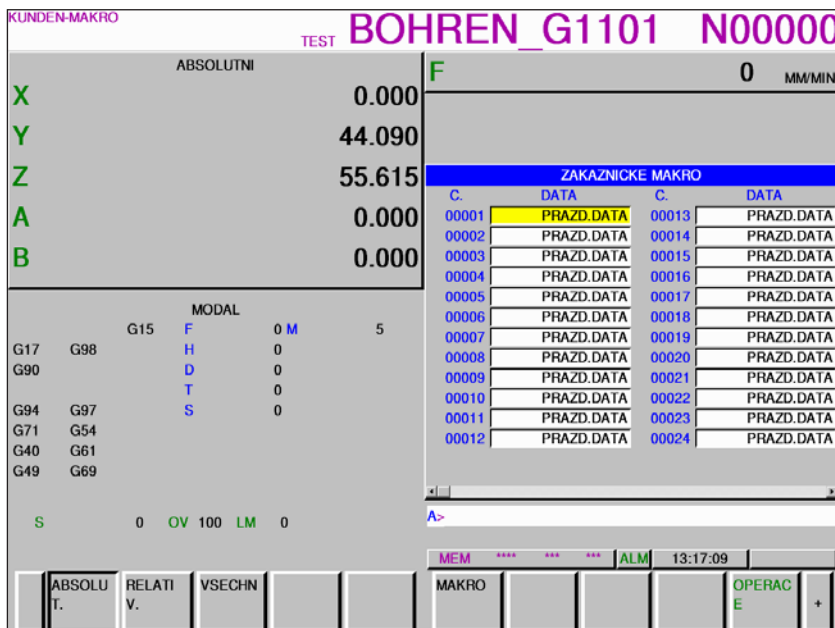 KUNDEN-MAKRO
TEST BOHREN_G1101 N00000
ABSOLUTNI
X 0.000
Y 44.090
Z 55.615
A 0.000
B 0.000
F 0 MM/MIN
ZAKAZNICKE MAKRO
C. DATA C. DATA
00001 PRAZD.DATA 00013 PRAZD.DATA
00002 PRAZD.DATA 00014 PRAZD.DATA
00003 PRAZD.DATA 00015 PRAZD.DATA
00004 PRAZD.DATA 00016 PRAZD.DATA
00005 PRAZD.DATA 00017 PRAZD.DATA
00006 PRAZD.DATA 00018 PRAZD.DATA
00007 PRAZD.DATA 00019 PRAZD.DATA
00008 PRAZD.DATA 00020 PRAZD.DATA
00009 PRAZD.DATA 00021 PRAZD.DATA
00010 PRAZD.DATA 00022 PRAZD.DATA
00011 PRAZD.DATA 00023 PRAZD.DATA
00012 PRAZD.DATA 00024 PRAZD.DATA
MODAL
G15 F 0 M 5
G17 G98 H 0
G90 D 0
T 0
G94 G97 S 0
G71 G54
G40 G61
G49 G69
S 0 OV 100 LM 0
A>
MEM **** *** *** ALM 13:17:09
ABSOLU
T.
RELATI
V.
VSECHN
MAKRO
OPERAC
E
+